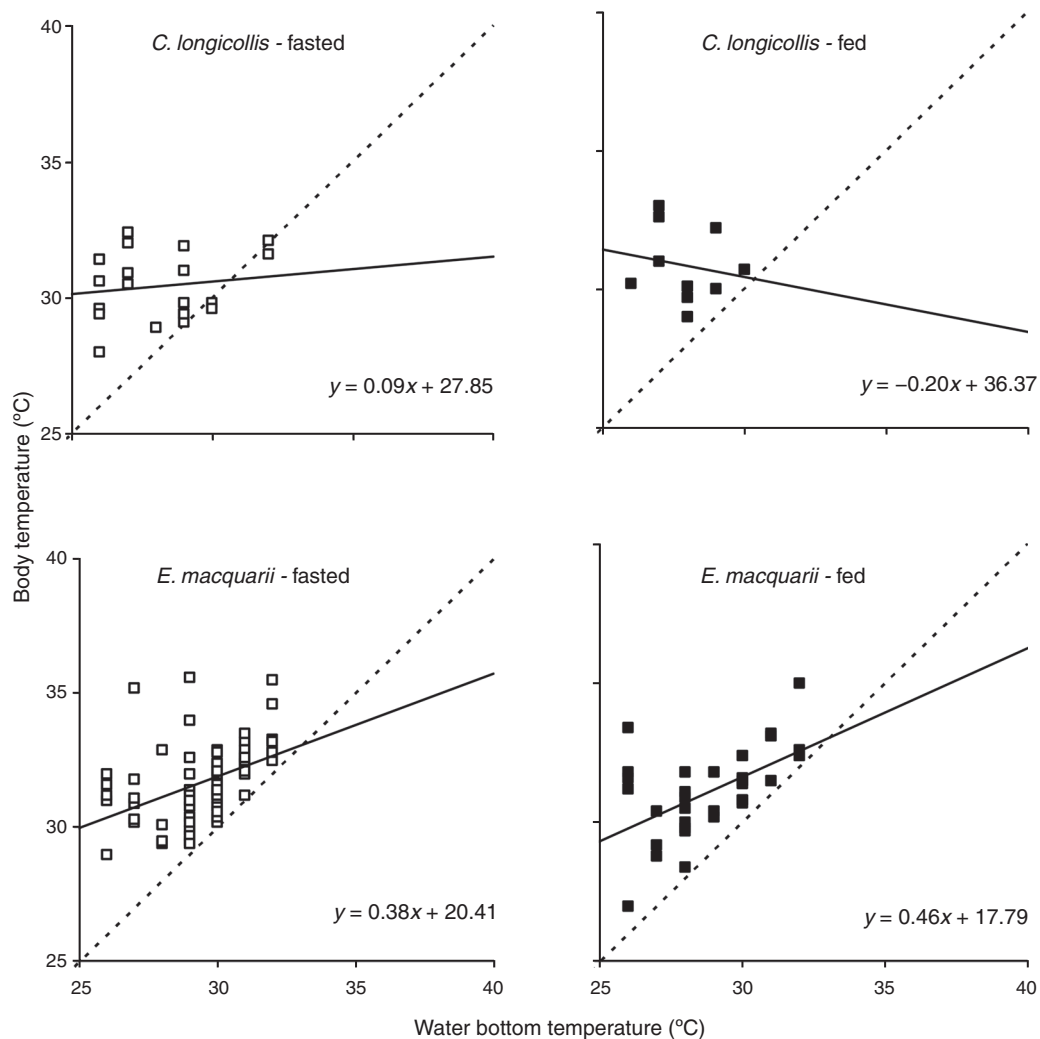 C. longicollis - fasted
C. longicollis - fed
40
35
30
25
y = 0.09x + 27.85
y = −0.20x + 36.37
Body temperature (ºC)
E. macquarii - fasted
E. macquarii - fed
40
35
30
25
y = 0.38x + 20.41
y = 0.46x + 17.79
25 30 35 40
25 30 35 40
Water bottom temperature (ºC)